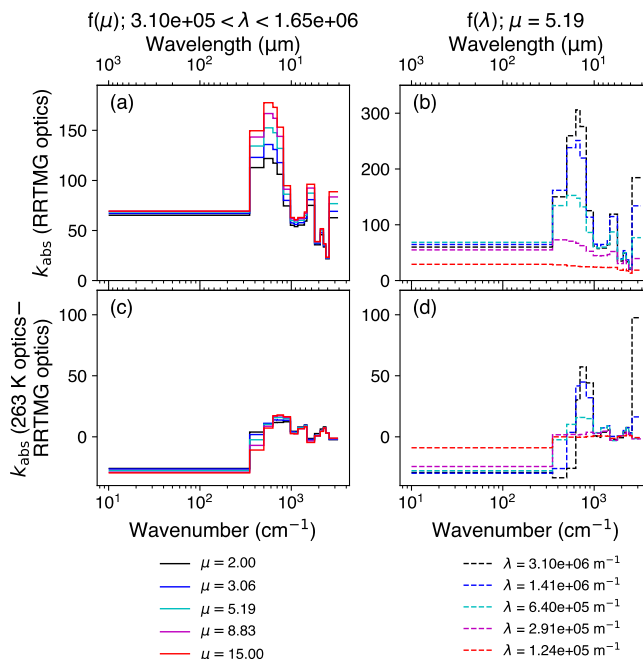 f(μ); 3.10e+05 < λ < 1.65e+06
f(λ); μ = 5.19
Wavelength (μm)
Wavelength (μm)
10³ 10² 10¹
10³ 10² 10¹
(a)
(b)
k_abs (RRTMG optics)
150
100
50
0
300
200
100
0
(c)
(d)
k_abs (263 K optics−
RRTMG optics)
100
50
0
100
50
0
10¹ 10² 10³
10¹ 10² 10³
Wavenumber (cm⁻¹)
Wavenumber (cm⁻¹)
μ = 2.00
μ = 3.06
μ = 5.19
μ = 8.83
μ = 15.00
λ = 3.10e+06 m⁻¹
λ = 1.41e+06 m⁻¹
λ = 6.40e+05 m⁻¹
λ = 2.91e+05 m⁻¹
λ = 1.24e+05 m⁻¹